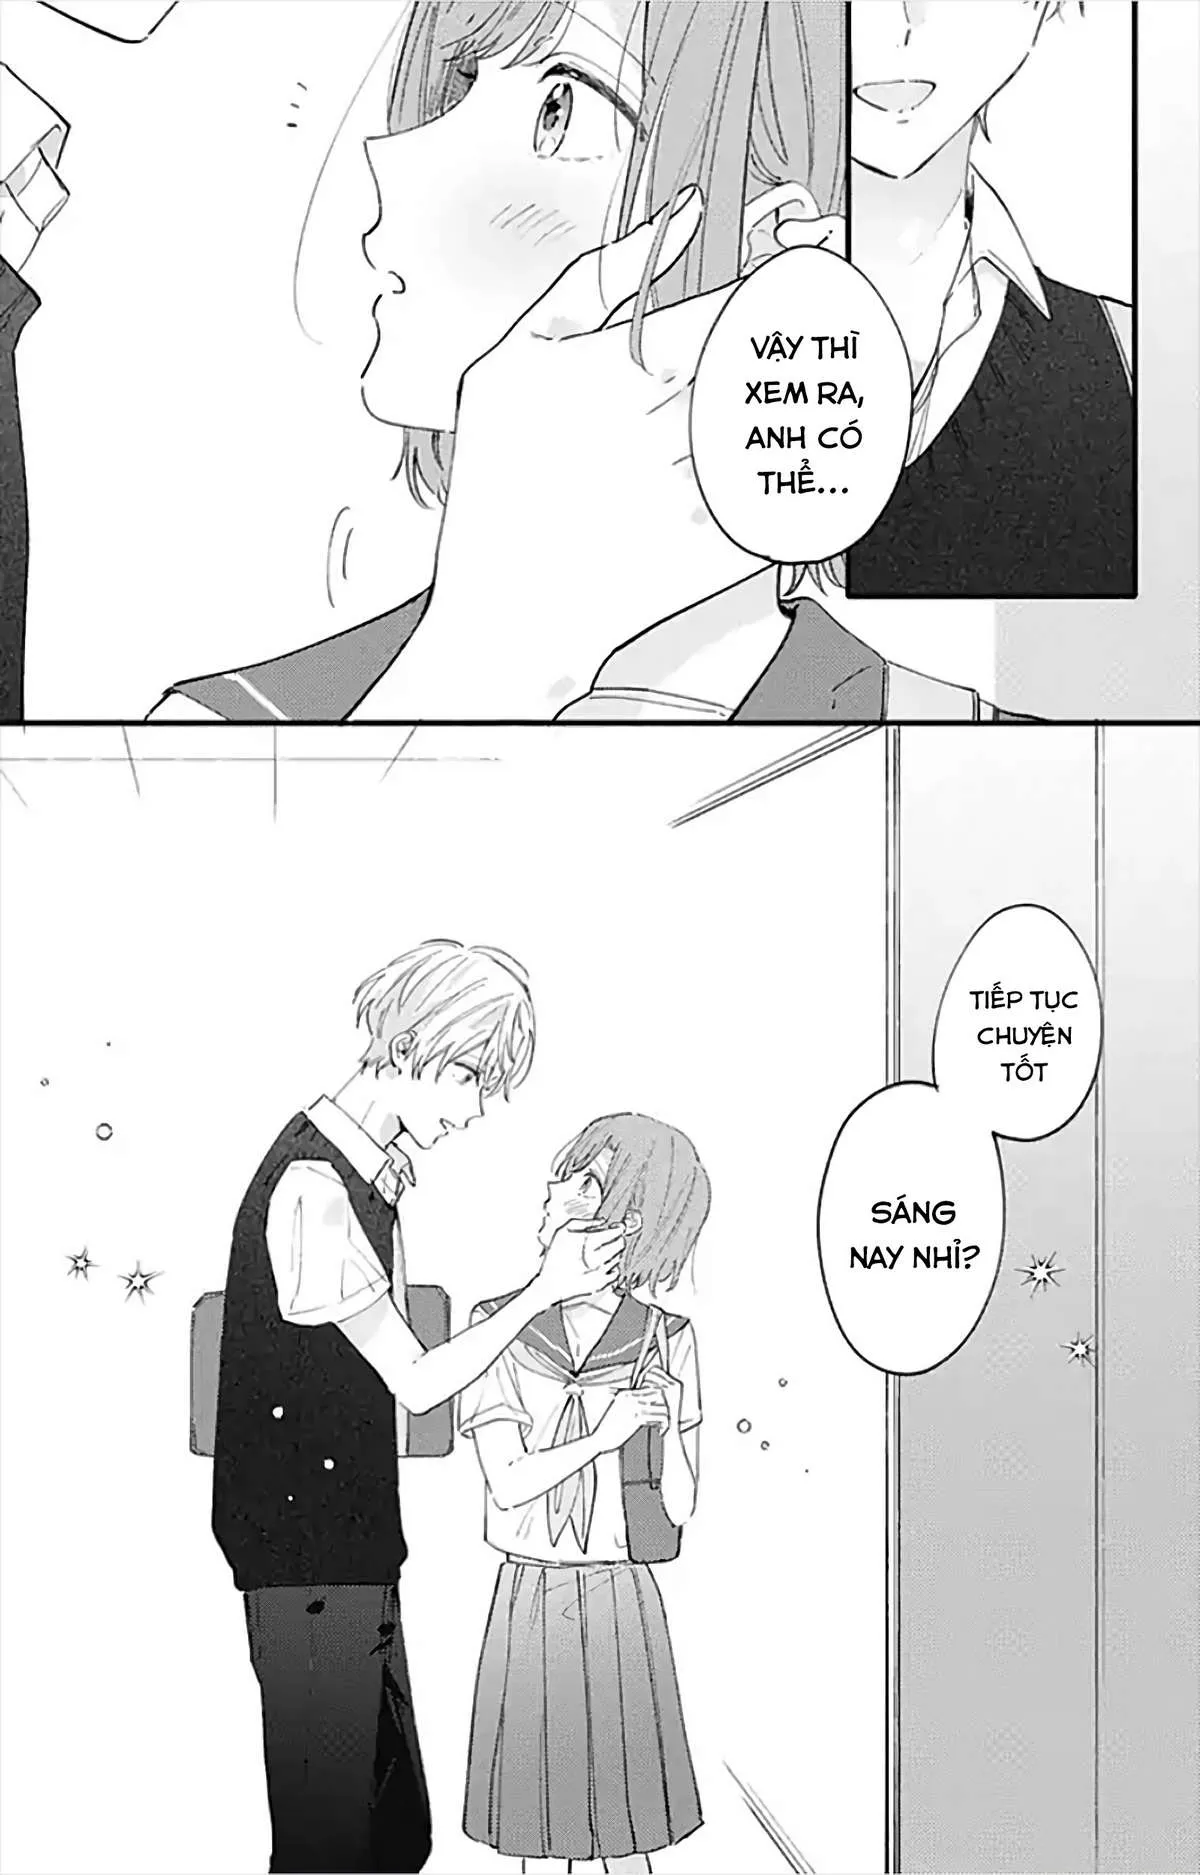 VẬY THÌ
XEM RA,
ANH CÓ
THỂ...
TIẾP TỤC
CHUYỆN
TỐT
SÁNG
NAY NHỈ?